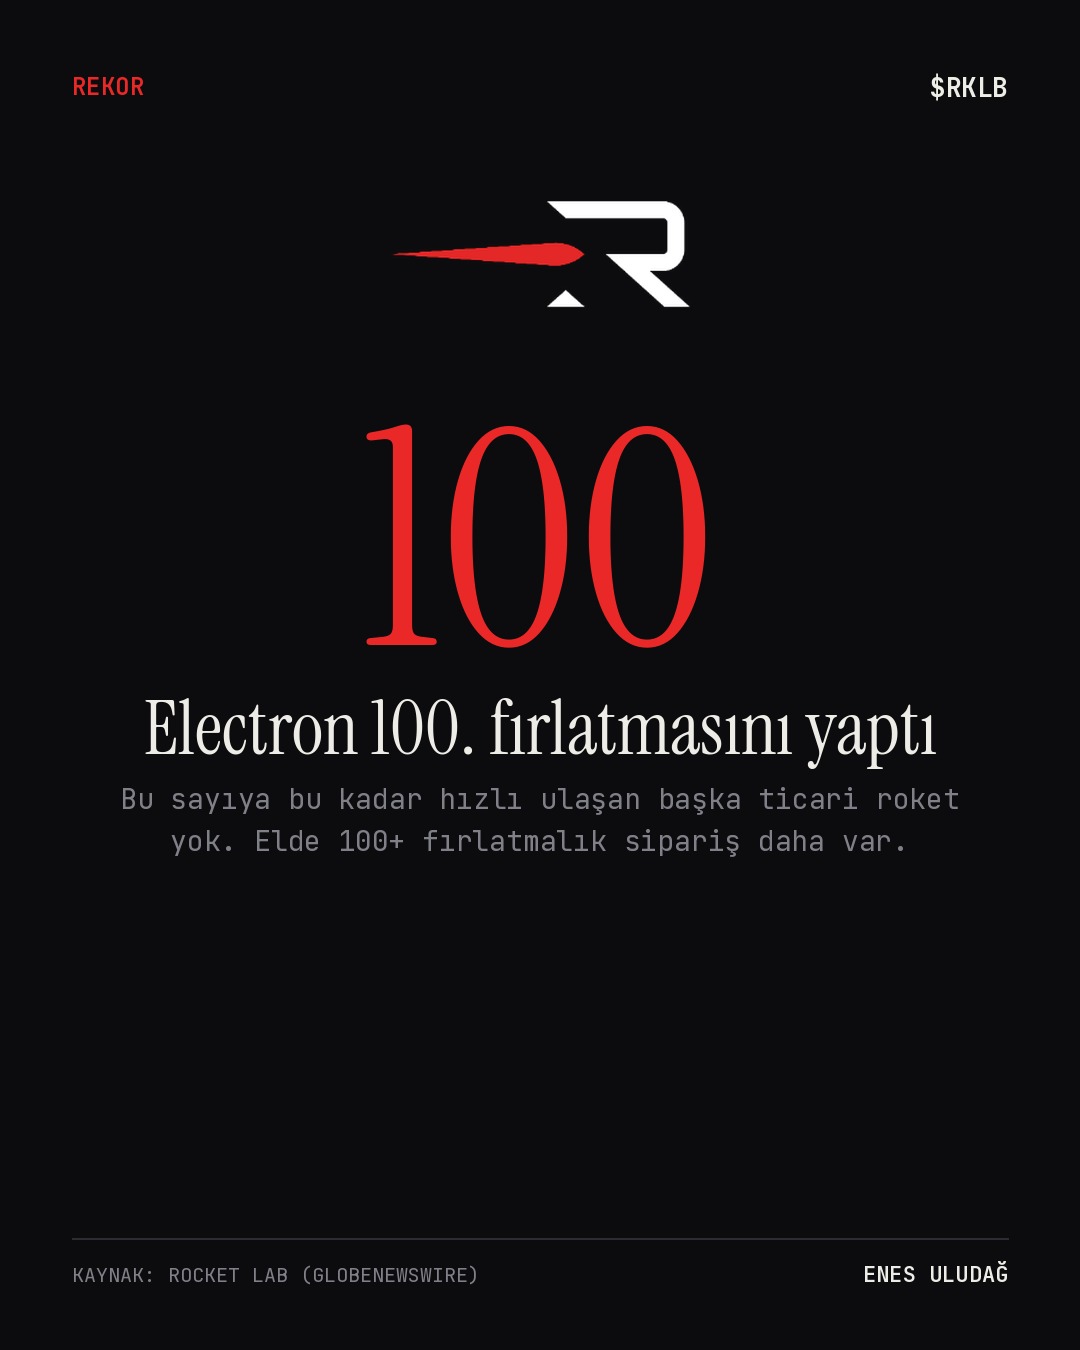 REKOR
$RKLB
100
Electron 100. fırlatmasını yaptı
Bu sayıya bu kadar hızlı ulaşan başka ticari roket
yok. Elde 100+ fırlatmalık sipariş daha var.
KAYNAK: ROCKET LAB (GLOBENEWSWIRE)
ENES ULUDAĞ